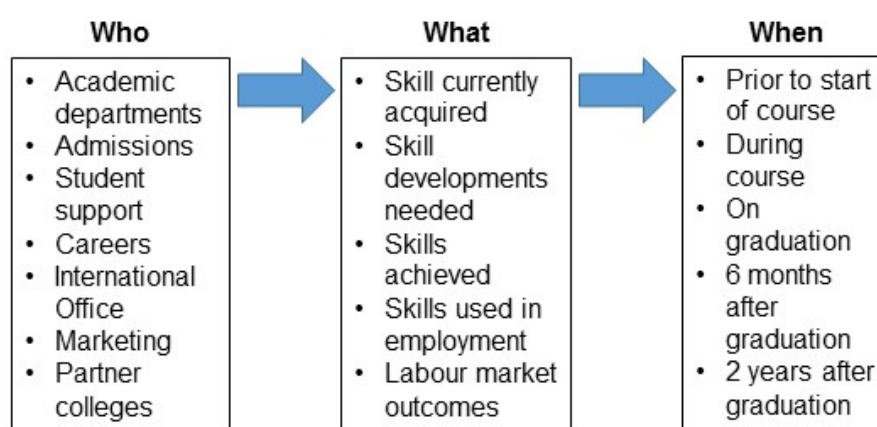 Who
• Academic
departments
• Admissions
• Student
support
• Careers
• International
Office
• Marketing
• Partner
colleges
What
• Skill currently
acquired
• Skill
developments
needed
• Skills
achieved
• Skills used in
employment
• Labour market
outcomes
When
• Prior to start
of course
• During
course
• On
graduation
• 6 months
after
graduation
• 2 years after
graduation